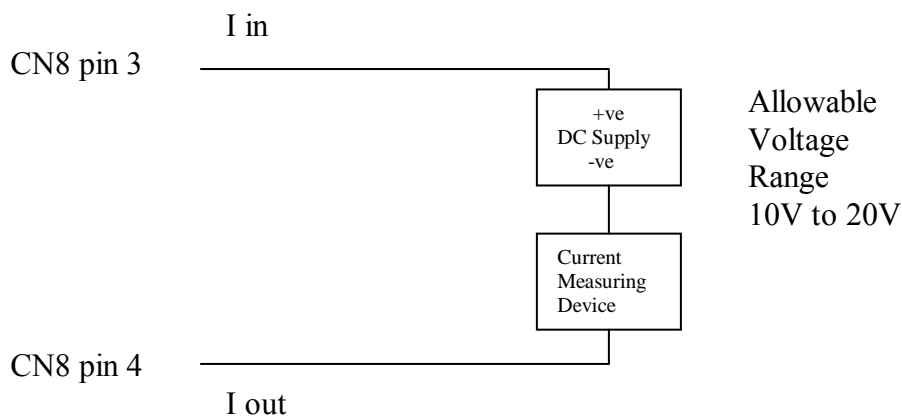 I in
CN8 pin 3
+ve
DC Supply
-ve
Allowable
Voltage
Range
10V to 20V
Current
Measuring
Device
CN8 pin 4
I out